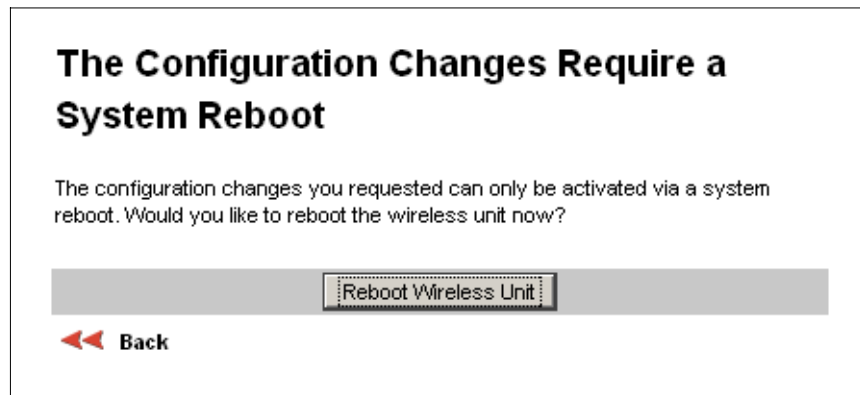 The Configuration Changes Require a
System Reboot
The configuration changes you requested can only be activated via a system
reboot. Would you like to reboot the wireless unit now?
Reboot Wireless Unit
Back